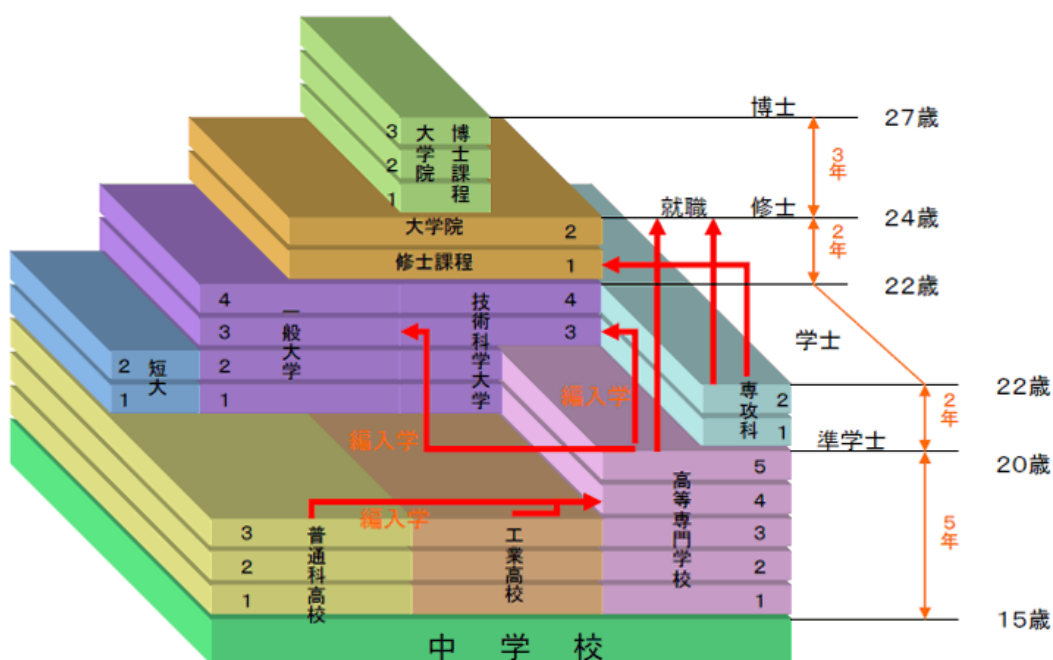 博士
27歳
3 大学院 博士課程
2
1
3年
就職
修士
24歳
大学院 2
修士課程 1
2年
22歳
4 一般大学 技術科学大学 4
3 3
2
1
学士
2 短大
1
編入学
専攻科 2
1
22歳
2年
編入学
準学士
20歳
5
高等専門学校 4
3
2
1
5年
編入学
3 普通科高校 工業高校
2
1
15歳
中学校